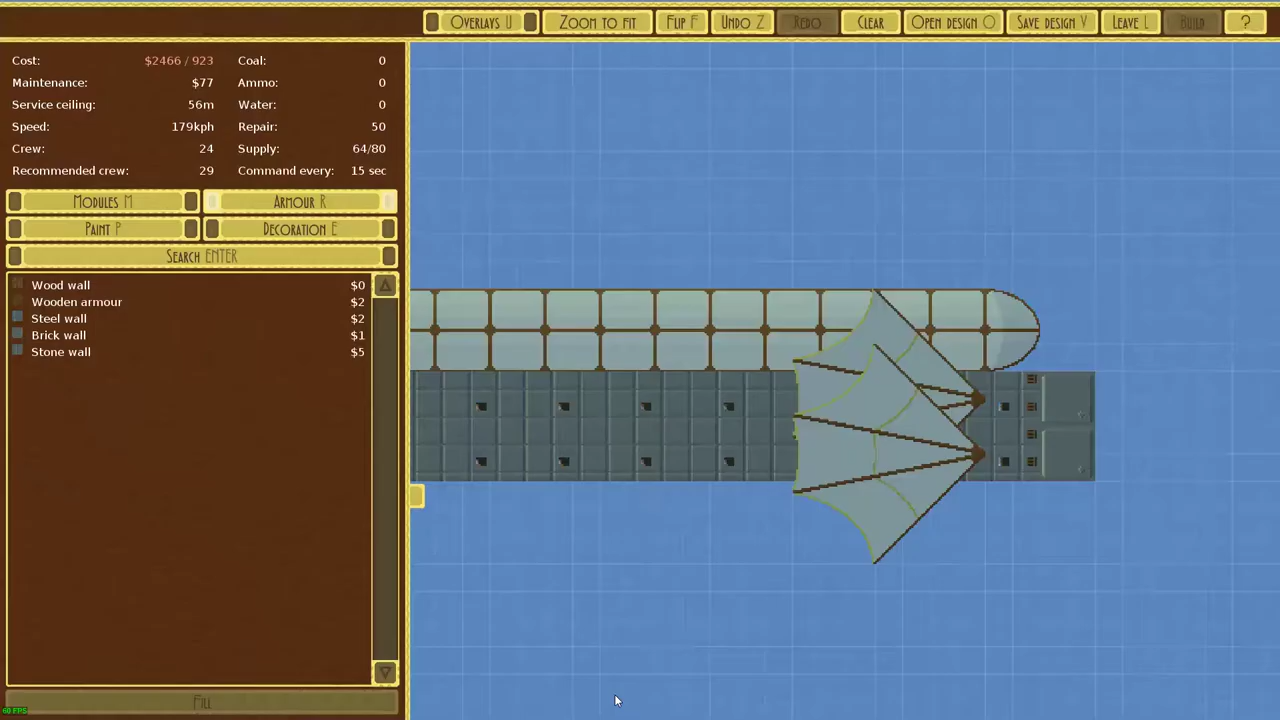 OVERLAYS U ZOOM TO FIT FLIP F UNDO Z REDO CLEAR OPEN DESIGN O SAVE DESIGN V LEAVE L BUILD ?
Cost: $2466 / 923 Coal: 0
Maintenance: $77 Ammo: 0
Service ceiling: 56m Water: 0
Speed: 179kph Repair: 50
Crew: 24 Supply: 64/80
Recommended crew: 29 Command every: 15 sec
MODULES M ARMOUR R
PAINT P DECORATION E
SEARCH ENTER
Wood wall $0
Wooden armour $2
Steel wall $2
Brick wall $1
Stone wall $5
FILL
60 FPS